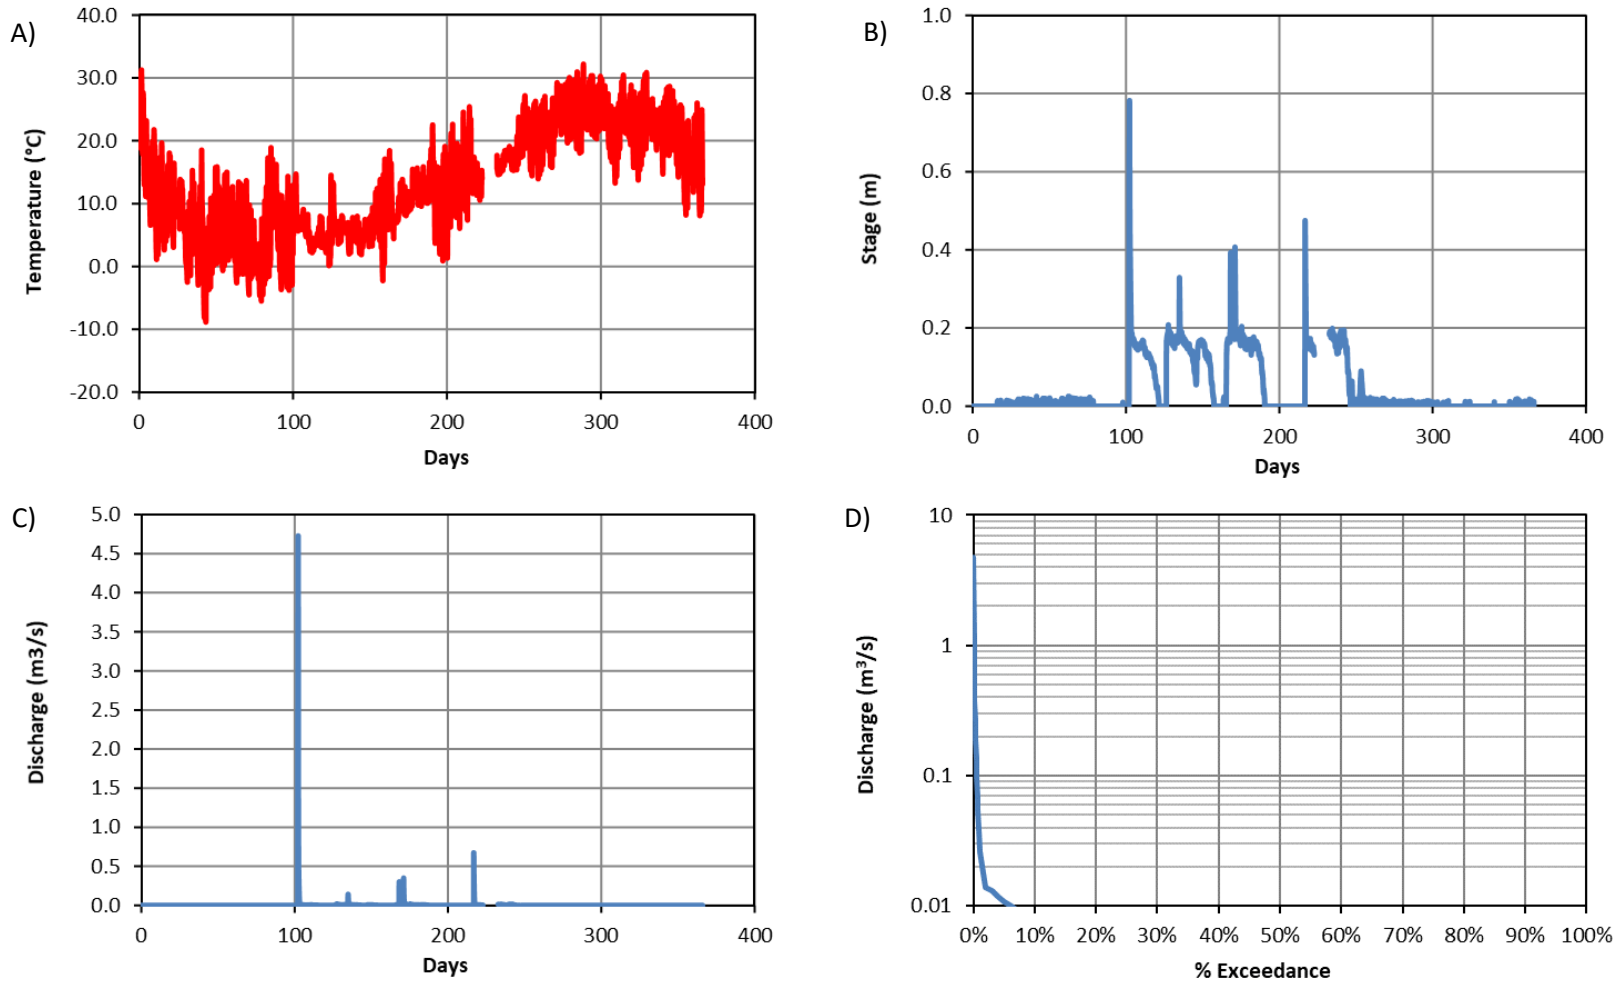 A)
40.0
30.0
20.0
10.0
0.0
-10.0
-20.0
Temperature (°C)
0 100 200 300 400
Days
B)
1.0
0.8
0.6
0.4
0.2
0.0
Stage (m)
0 100 200 300 400
Days
C)
5.0
4.5
4.0
3.5
3.0
2.5
2.0
1.5
1.0
0.5
0.0
Discharge (m3/s)
0 100 200 300 400
Days
D)
10
1
0.1
0.01
Discharge (m³/s)
0% 10% 20% 30% 40% 50% 60% 70% 80% 90% 100%
% Exceedance